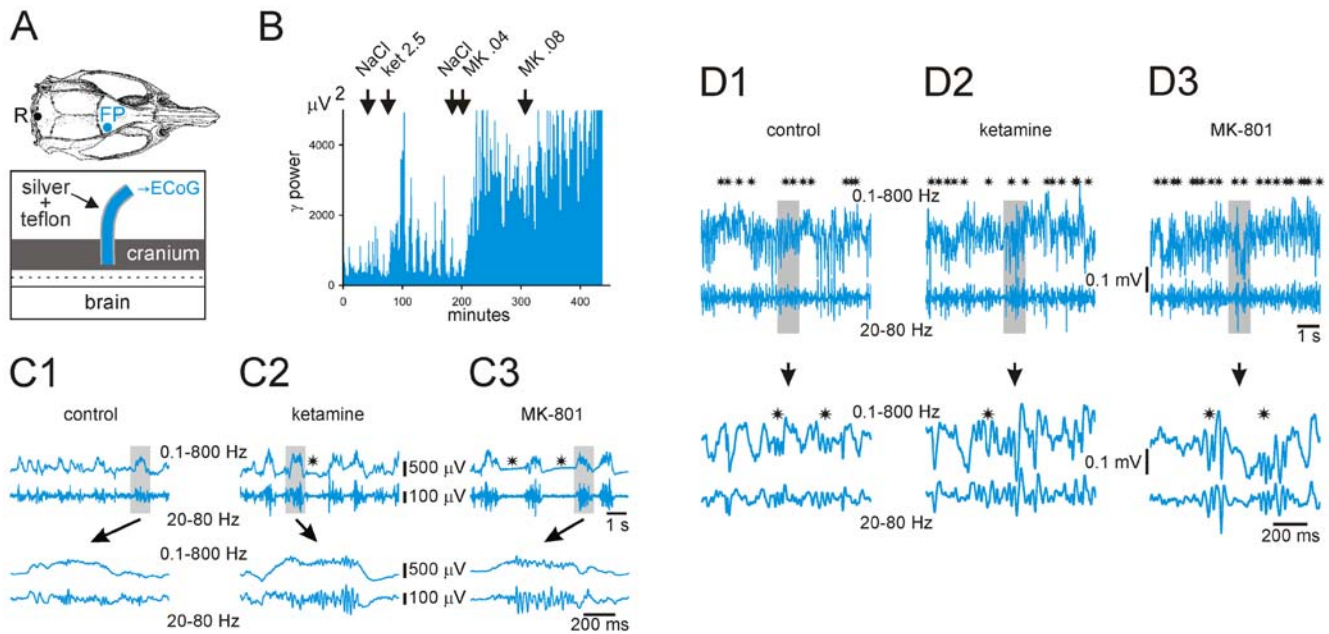 A
R
FP
silver
+
teflon
→ECoG
cranium
brain
B
NaCl
ket 2.5
NaCl
MK .04
MK .08
μV 2
γ power
4000
2000
0
0 100 200 300 400
minutes
C1
control
C2
ketamine
C3
MK-801
0.1-800 Hz
20-80 Hz
500 μV
100 μV
1 s
0.1-800 Hz
20-80 Hz
500 μV
100 μV
200 ms
D1
control
D2
ketamine
D3
MK-801
0.1-800 Hz
20-80 Hz
0.1 mV
1 s
0.1-800 Hz
20-80 Hz
0.1 mV
200 ms